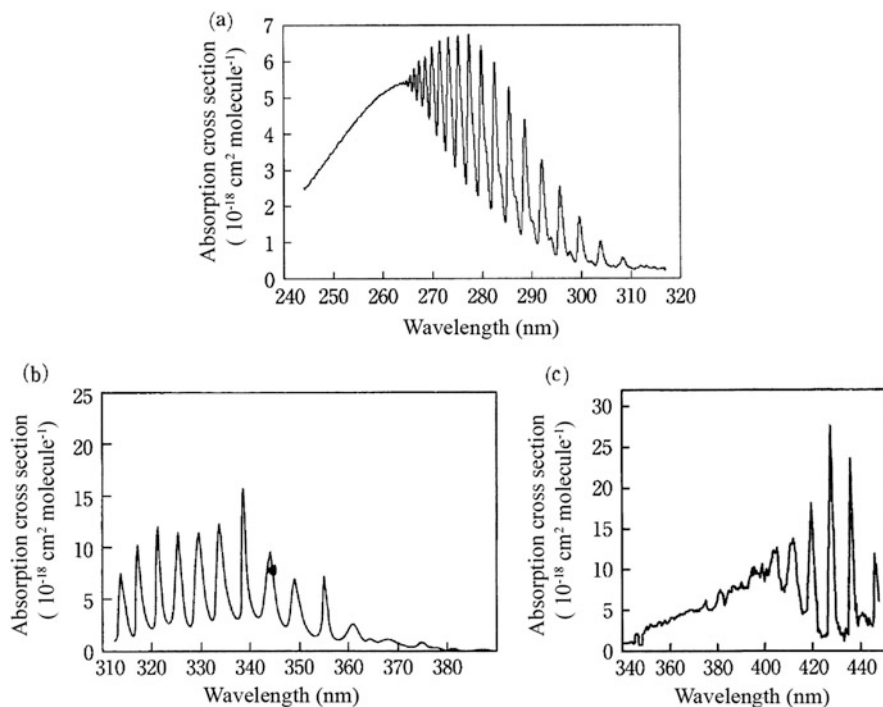 (a)
7
6
5
4
3
2
1
0
240 250 260 270 280 290 300 310 320
Absorption cross section
( 10⁻¹⁸ cm² molecule⁻¹)
Wavelength (nm)
(b)
25
20
15
10
5
0
310 320 330 340 350 360 370 380
Absorption cross section
( 10⁻¹⁸ cm² molecule⁻¹)
Wavelength (nm)
(c)
30
25
20
15
10
5
0
340 360 380 400 420 440
Absorption cross section
( 10⁻¹⁸ cm² molecule⁻¹)
Wavelength (nm)